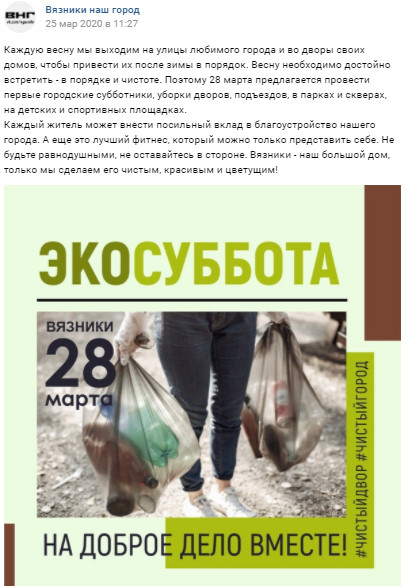 ВНГ
Вязники наш город
25 мар 2020 в 11:27
Каждую весну мы выходим на улицы любимого города и во дворы своих
домов, чтобы привести их после зимы в порядок. Весну необходимо достойно
встретить - в порядке и чистоте. Поэтому 28 марта предлагается провести
первые городские субботники, уборки дворов, подъездов, в парках и скверах,
на детских и спортивных площадках.
Каждый житель может внести посильный вклад в благоустройство нашего
города. А еще это лучший фитнес, который можно только представить себе. Не
будьте равнодушными, не оставайтесь в стороне. Вязники - наш большой дом,
только мы сделаем его чистым, красивым и цветущим!
ЭКОСУББОТА
ВЯЗНИКИ
28
марта
#ЧИСТЫЙДВОР #ЧИСТЫЙГОРОД
НА ДОБРОЕ ДЕЛО ВМЕСТЕ!